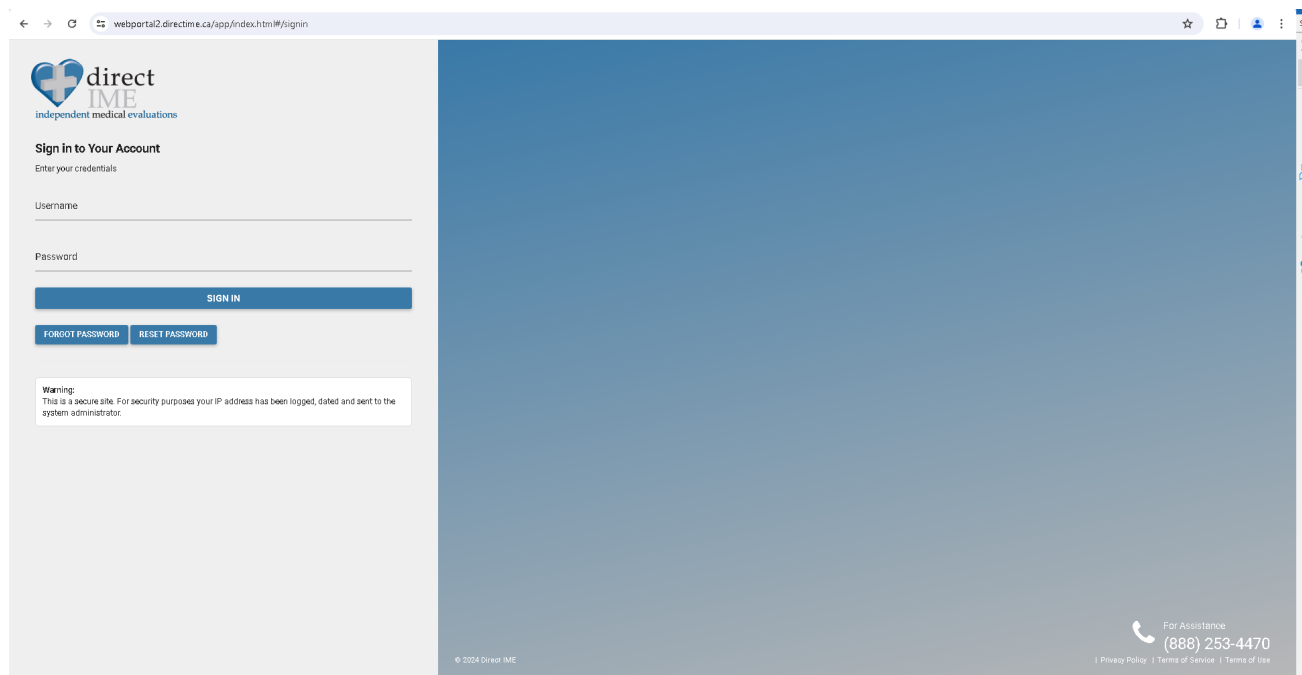 webportal2.directime.ca/app/index.html#/signin
direct
IME
independent medical evaluations
Sign in to Your Account
Enter your credentials
Username
Password
SIGN IN
FORGOT PASSWORD RESET PASSWORD
Warning:
This is a secure site. For security purposes your IP address has been logged, dated and sent to the
system administrator.
For Assistance
(888) 253-4470
© 2024 Direct IME
| Privacy Policy | Terms of Service | Terms of Use